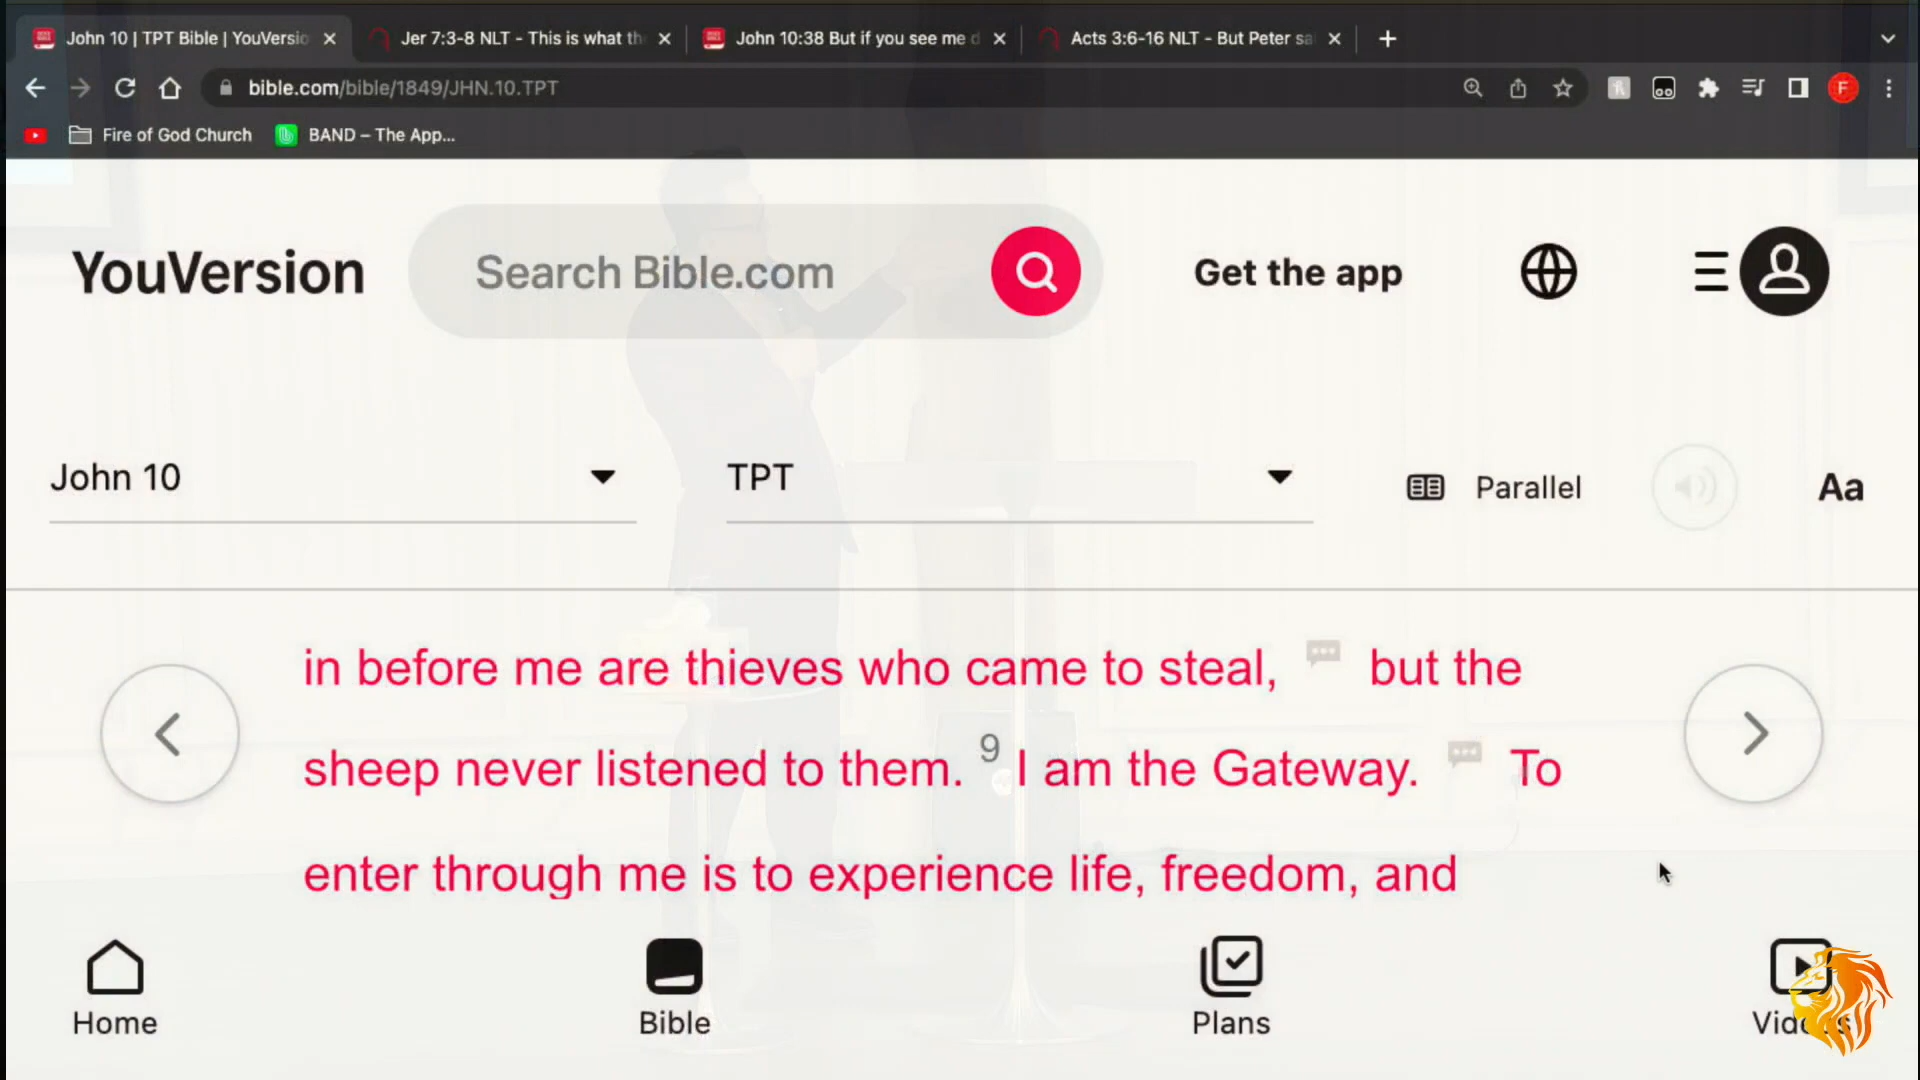 John 10 | TPT Bible | YouVersio
Jer 7:3-8 NLT - This is what th
John 10:38 But if you see me d
Acts 3:6-16 NLT - But Peter sa
bible.com/bible/1849/JHN.10.TPT
F
Fire of God Church
BAND – The App...
YouVersion
Search Bible.com
Get the app
John 10
TPT
Parallel
Aa
in before me are thieves who came to steal, but the
sheep never listened to them. 9 I am the Gateway. To
enter through me is to experience life, freedom, and
Home
Bible
Plans